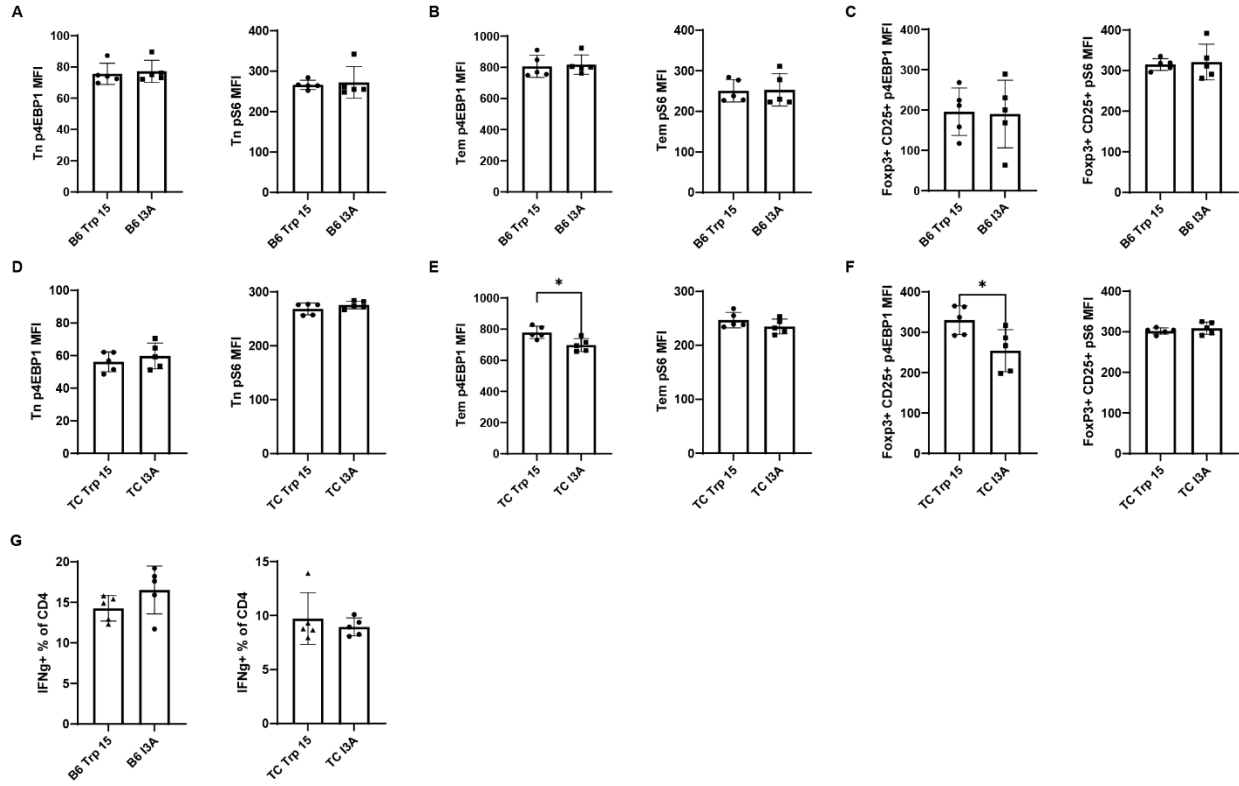 A
Tn p4EBP1 MFI
100
80
60
40
20
0
B6 Trp 15
B6 I3A
Tn pS6 MFI
400
300
200
100
0
B6 Trp 15
B6 I3A
B
Tem p4EBP1 MFI
1000
800
600
400
200
0
B6 Trp 15
B6 I3A
Tem pS6 MFI
400
300
200
100
0
B6 Trp 15
B6 I3A
C
Foxp3+ CD25+ p4EBP1 MFI
400
300
200
100
0
B6 Trp 15
B6 I3A
Foxp3+ CD25+ pS6 MFI
400
300
200
100
0
B6 Trp 15
B6 I3A
D
Tn p4EBP1 MFI
100
80
60
40
20
0
TC Trp 15
TC I3A
Tn pS6 MFI
300
200
100
0
TC Trp 15
TC I3A
E
Tem p4EBP1 MFI
1000
800
600
400
200
0
*
TC Trp 15
TC I3A
Tem pS6 MFI
300
200
100
0
TC Trp 15
TC I3A
F
Foxp3+ CD25+ p4EBP1 MFI
400
300
200
300
400
*
TC Trp 15
TC I3A
FoxP3+ CD25+ pS6 MFI
400
300
200
300
400
TC Trp 15
TC I3A
G
IFNg+ % of CD4
20
15
10
5
0
B6 Trp 15
B6 I3A
IFNg+ % of CD4
15
10
5
0
TC Trp 15
TC I3A